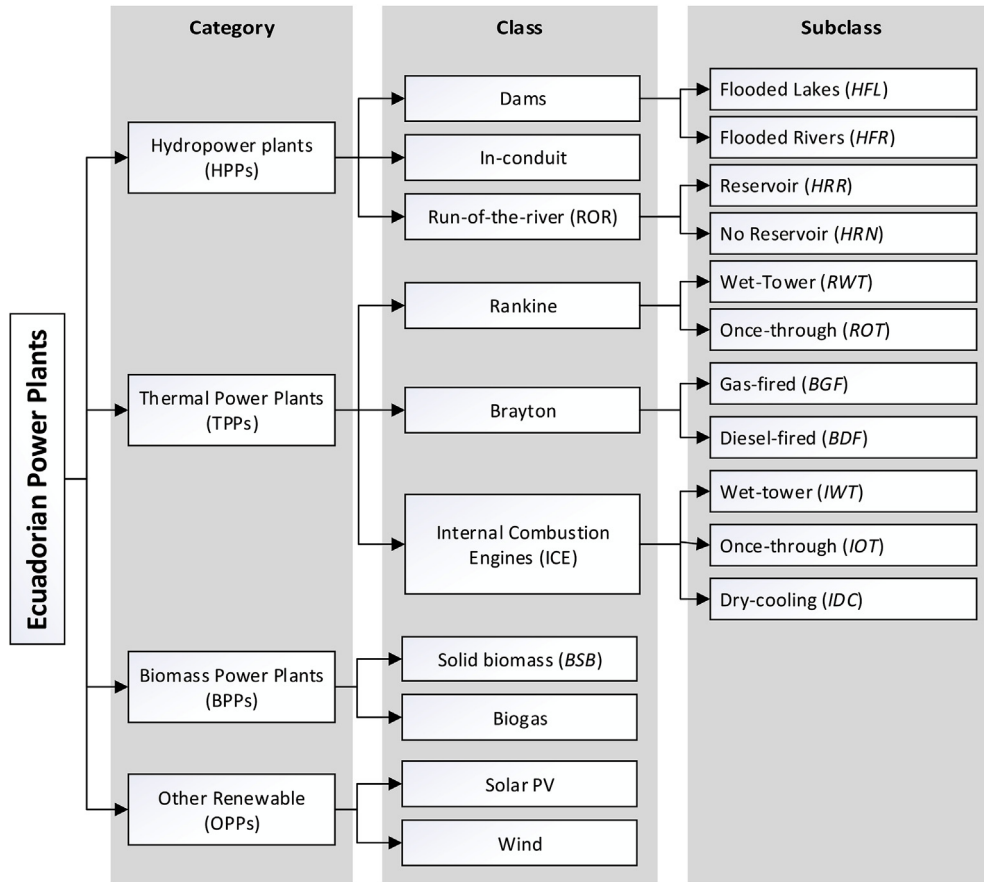 Category
Class
Subclass
Ecuadorian Power Plants
Hydropower plants
(HPPs)
Dams
Flooded Lakes (HFL)
Flooded Rivers (HFR)
In-conduit
Run-of-the-river (ROR)
Reservoir (HRR)
No Reservoir (HRN)
Thermal Power Plants
(TPPs)
Rankine
Wet-Tower (RWT)
Once-through (ROT)
Brayton
Gas-fired (BGF)
Diesel-fired (BDF)
Internal Combustion
Engines (ICE)
Wet-tower (IWT)
Once-through (IOT)
Dry-cooling (IDC)
Biomass Power Plants
(BPPs)
Solid biomass (BSB)
Biogas
Other Renewable
(OPPs)
Solar PV
Wind